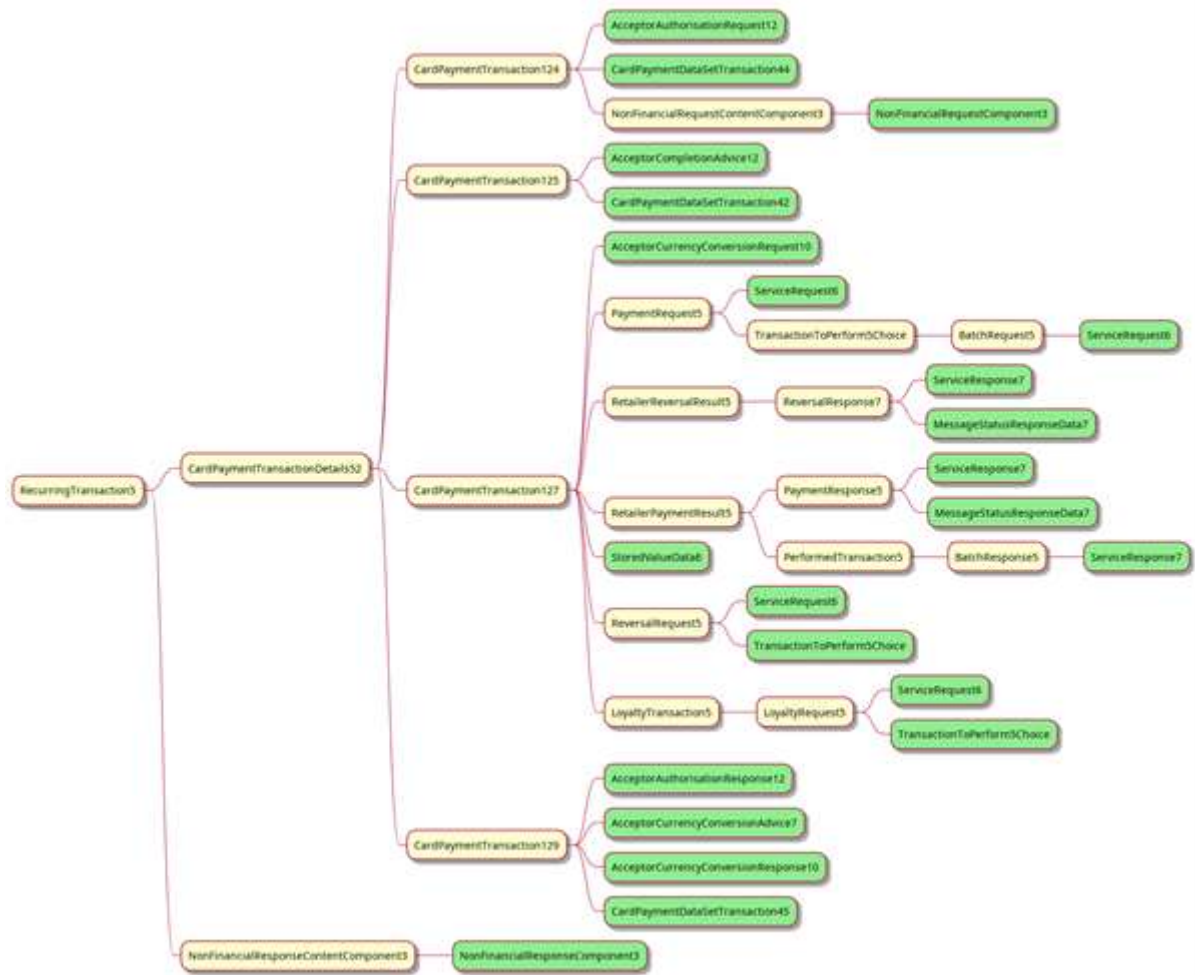 AcceptorAuthorisationRequest12
CardPaymentTransaction124
CardPaymentDataSetTransaction44
NonFinancialRequestContentComponent3
NonFinancialRequestComponent3
AcceptorCompletionAdvice12
CardPaymentTransaction125
CardPaymentDataSetTransaction42
AcceptorCurrencyConversionRequest10
ServiceRequest6
PaymentRequest5
TransactionToPerform5Choice
BatchRequest5
ServiceRequest6
ServiceResponse7
RetailerReversalResult5
ReversalResponse7
MessageStatusResponseData7
CardPaymentTransactionDetails52
ServiceResponse7
RecurringTransaction5
CardPaymentTransaction127
PaymentResponse5
RetailerPaymentResult5
MessageStatusResponseData7
StoredValueData6
PerformedTransaction5
BatchResponse5
ServiceResponse7
ServiceRequest6
ReversalRequest5
TransactionToPerform5Choice
ServiceRequest6
LoyaltyTransaction5
LoyaltyRequest5
TransactionToPerform5Choice
AcceptorAuthorisationResponse12
AcceptorCurrencyConversionAdvice7
CardPaymentTransaction129
AcceptorCurrencyConversionResponse10
CardPaymentDataSetTransaction45
NonFinancialResponseContentComponent3
NonFinancialResponseComponent3